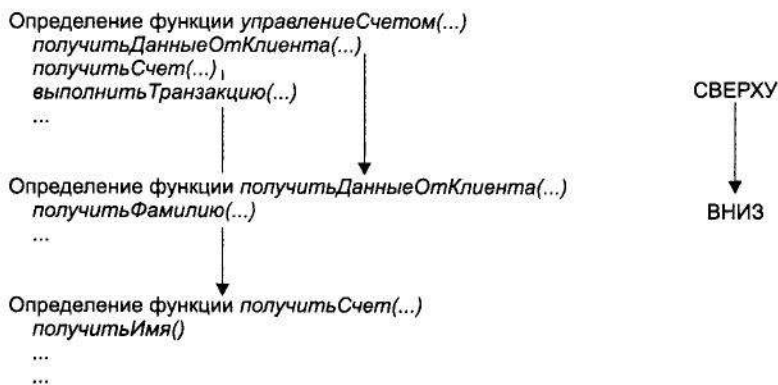 Определение функции управлениеСчетом(...)
получитьДанныеОтКлиента(...)
получитьСчет(...)
выполнитьТранзакцию(...)
...
СВЕРХУ
Определение функции получитьДанныеОтКлиента(...)
получитьФамилию(...)
...
ВНИЗ
Определение функции получитьСчет(...)
получитьИмя()
...
...